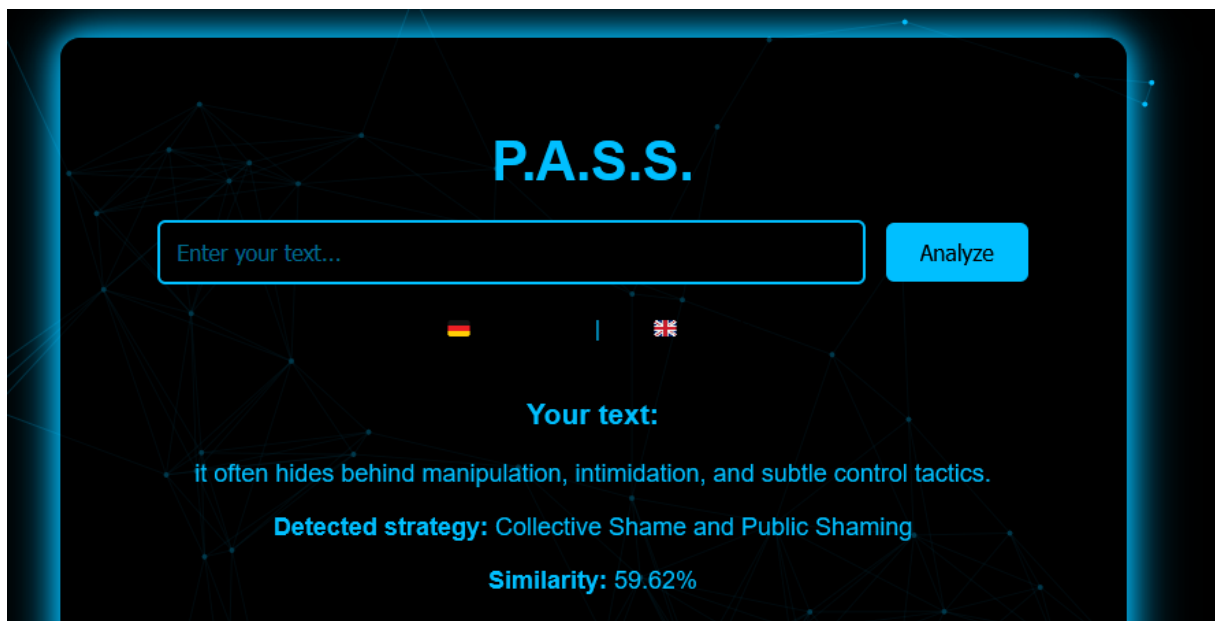 P.A.S.S.
Enter your text...
Analyze
|
Your text:
it often hides behind manipulation, intimidation, and subtle control tactics.
Detected strategy: Collective Shame and Public Shaming
Similarity: 59.62%